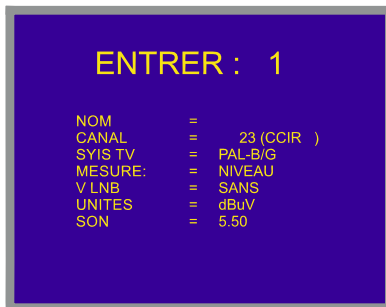 ENTRER : 1
NOM =
CANAL = 23 (CCIR )
SYIS TV = PAL-B/G
MESURE: = NIVEAU
V LNB = SANS
UNITES = dBuV
SON = 5.50